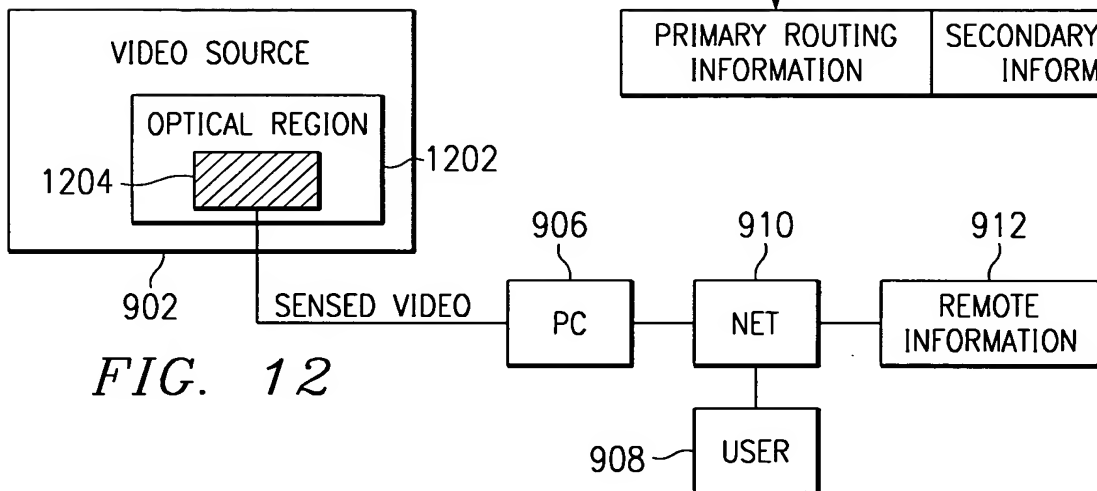 VIDEO SOURCE
OPTICAL REGION
1204
1202
902
SENSED VIDEO
FIG. 12
PRIMARY ROUTING
INFORMATION
SECONDARY
INFORM
906
910
912
PC
NET
REMOTE
INFORMATION
908
USER